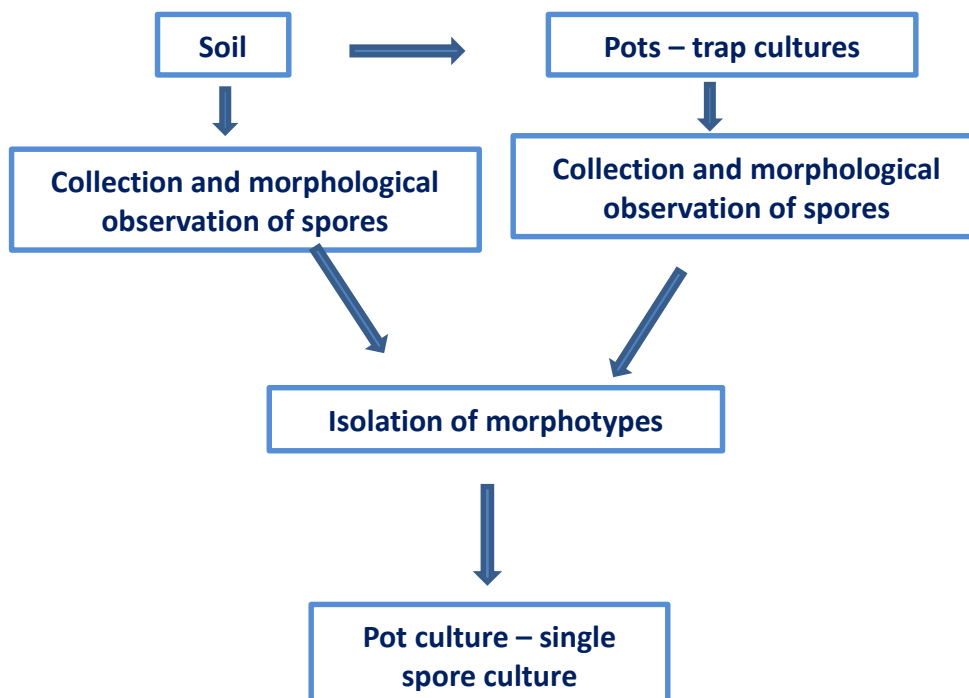 Soil
Pots – trap cultures
Collection and morphological
observation of spores
Collection and morphological
observation of spores
Isolation of morphotypes
Pot culture – single
spore culture